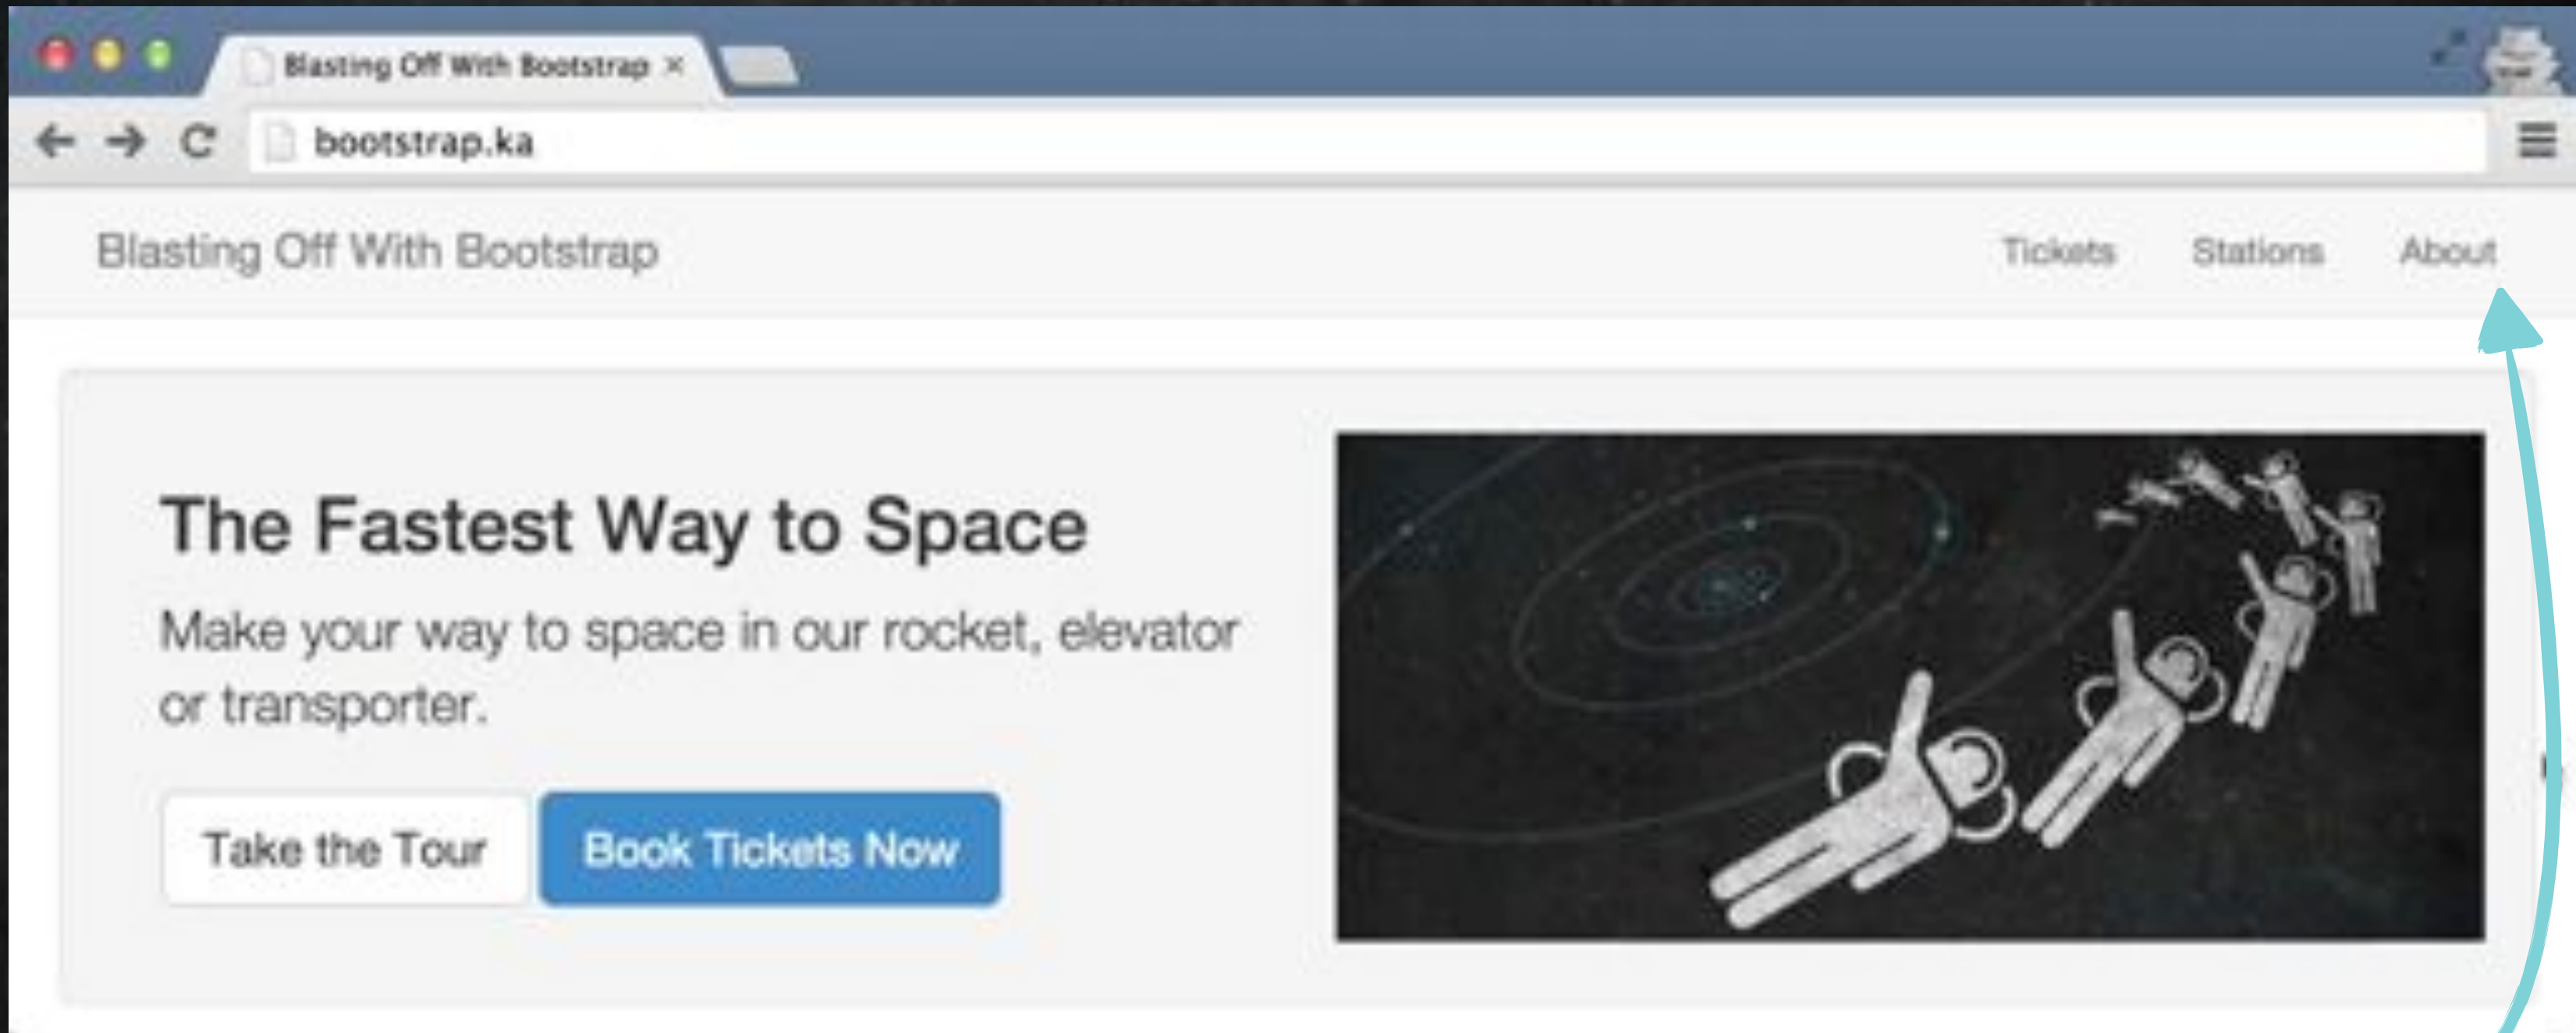 Blasting Off With Bootstrap
bootstrap.ka
Blasting Off With Bootstrap Tickets Stations About
The Fastest Way to Space
Make your way to space in our rocket, elevator
or transporter.
Take the Tour Book Tickets Now